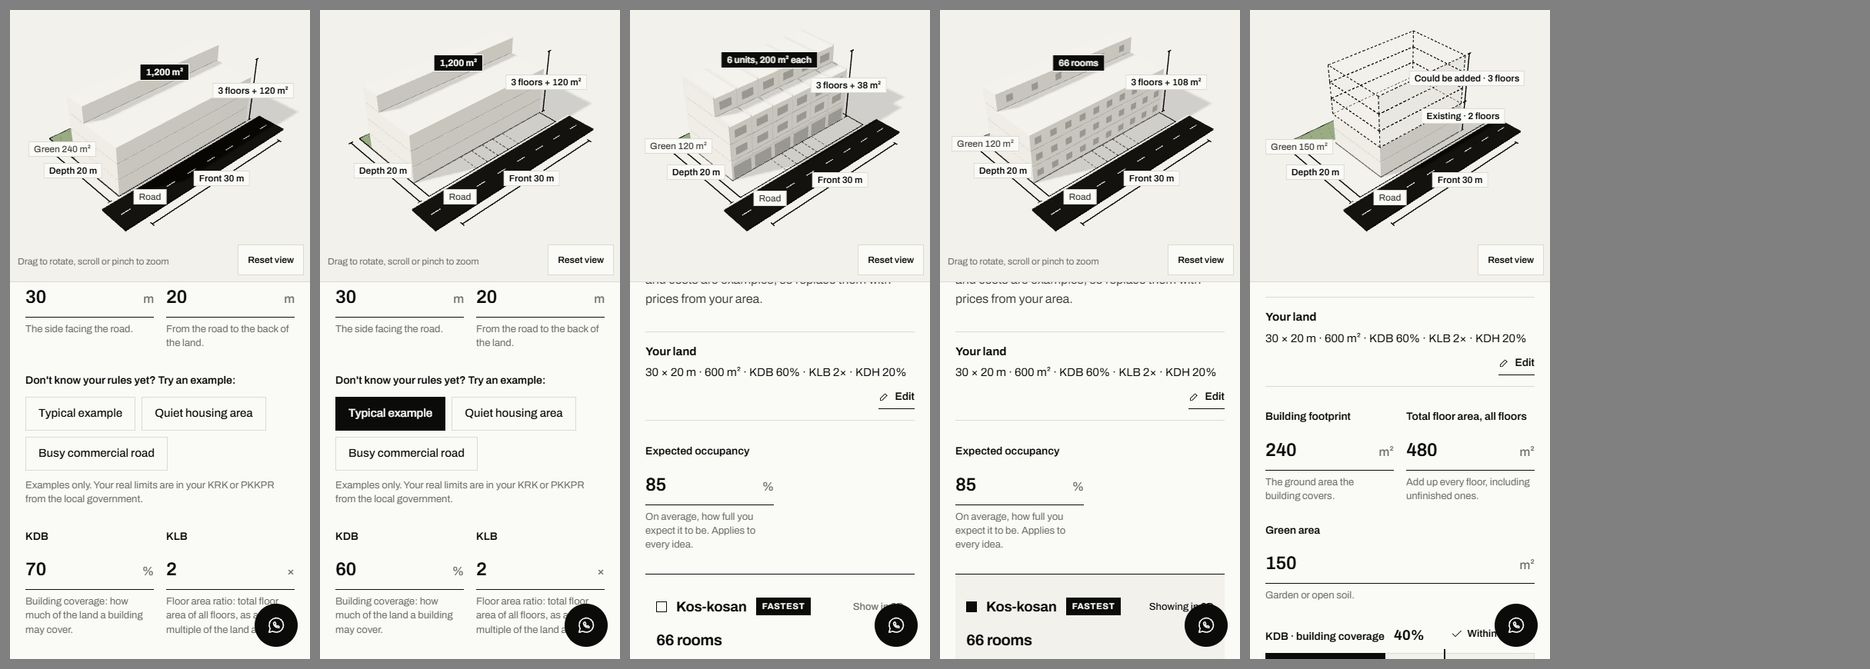 1,200 m²
3 floors + 120 m²
Green 240 m²
Depth 20 m
Front 30 m
Road
Drag to rotate, scroll or pinch to zoom
Reset view
30 m
20 m
The side facing the road.
From the road to the back of
the land.
Don't know your rules yet? Try an example:
Typical example
Quiet housing area
Busy commercial road
Examples only. Your real limits are in your KRK or PKKPR
from the local government.
KDB
KLB
70 %
2 ×
Building coverage: how
much of the land a building
may cover.
Floor area ratio: total floor
area of all floors, as a
multiple of the land
1,200 m²
3 floors + 120 m²
Depth 20 m
Front 30 m
Road
Drag to rotate, scroll or pinch to zoom
Reset view
30 m
20 m
The side facing the road.
From the road to the back of
the land.
Don't know your rules yet? Try an example:
Typical example
Quiet housing area
Busy commercial road
Examples only. Your real limits are in your KRK or PKKPR
from the local government.
KDB
KLB
60 %
2 ×
Building coverage: how
much of the land a building
may cover.
Floor area ratio: total floor
area of all floors, as a
multiple of the land
6 units, 200 m² each
3 floors + 38 m²
Green 120 m²
Depth 20 m
Front 30 m
Road
Reset view
prices from your area.
Your land
30 × 20 m · 600 m² · KDB 60% · KLB 2× · KDH 20%
Edit
Expected occupancy
85 %
On average, how full you
expect it to be. Applies to
every idea.
Kos-kosan
FASTEST
Show in
66 rooms
66 rooms
3 floors + 108 m²
Green 120 m²
Depth 20 m
Front 30 m
Road
Drag to rotate, scroll or pinch to zoom
Reset view
prices from your area.
Your land
30 × 20 m · 600 m² · KDB 60% · KLB 2× · KDH 20%
Edit
Expected occupancy
85 %
On average, how full you
expect it to be. Applies to
every idea.
Kos-kosan
FASTEST
Showing
66 rooms
Could be added · 3 floors
Existing · 2 floors
Green 150 m²
Depth 20 m
Front 30 m
Road
Reset view
Your land
30 × 20 m · 600 m² · KDB 60% · KLB 2× · KDH 20%
Edit
Building footprint
Total floor area, all floors
240 m²
480 m²
The ground area the
building covers.
Add up every floor, including
unfinished ones.
Green area
150 m²
Garden or open soil.
KDB · building coverage 40%
Within